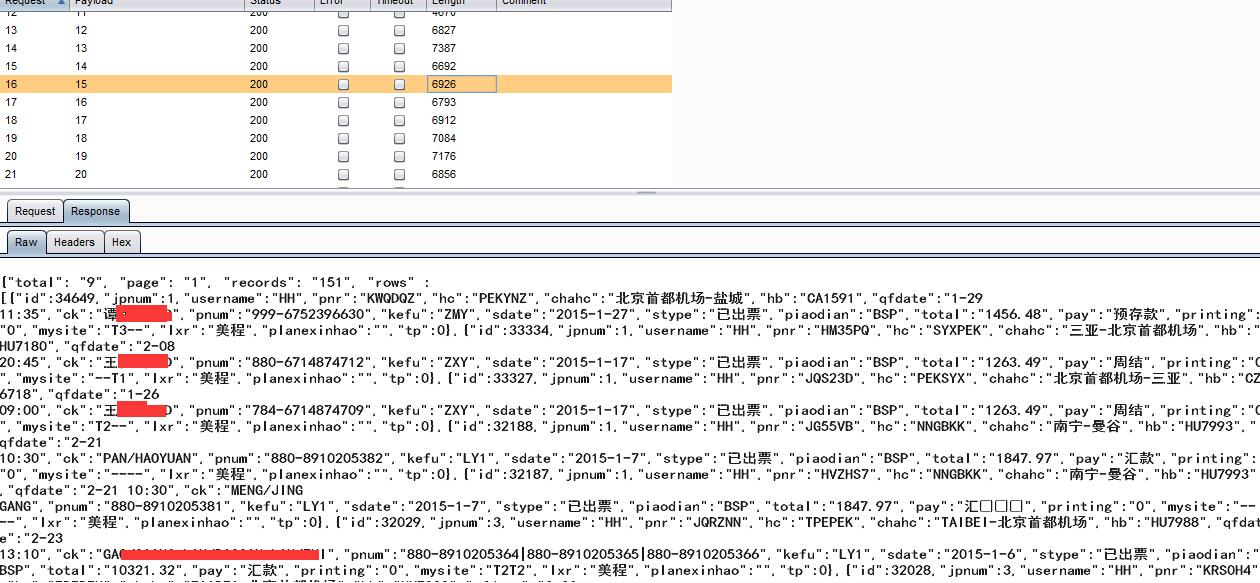 Request Payload Status Error Timeout Length Comment
12 11 200 4670
13 12 200 6827
14 13 200 7387
15 14 200 6692
16 15 200 6926
17 16 200 6793
18 17 200 6912
19 18 200 7084
20 19 200 7176
21 20 200 6856
Request Response
Raw Headers Hex
{"total": "9", "page": "1", "records": "151", "rows" :
[{"id":34649,"jpnum":1,"username":"HH","pnr":"KWQDQZ","hc":"PEKYNZ","chahc":"北京首都机场-盐城","hb":"CA1591","qfdate":"1-29
11:35","ck":"谭 ","pnum":"999-6752396630","kefu":"ZMY","sdate":"2015-1-27","stype":"已出票","piaodian":"BSP","total":"1456.48","pay":"预存款","printing":
"0","mysite":"T3--","lxr":"美程","planexinhao":"","tp":0},{"id":33334,"jpnum":1,"username":"HH","pnr":"HM35PQ","hc":"SYXPEK","chahc":"三亚-北京首都机场","hb":"
HU7180","qfdate":"2-08
20:45","ck":"王 ","pnum":"880-6714874712","kefu":"ZXY","sdate":"2015-1-17","stype":"已出票","piaodian":"BSP","total":"1263.49","pay":"周结","printing":"0
","mysite":"--T1","lxr":"美程","planexinhao":"","tp":0},{"id":33327,"jpnum":1,"username":"HH","pnr":"JQS23D","hc":"PEKSYX","chahc":"北京首都机场-三亚","hb":"CZ
6718","qfdate":"1-26
09:00","ck":"王 ","pnum":"784-6714874709","kefu":"ZXY","sdate":"2015-1-17","stype":"已出票","piaodian":"BSP","total":"1263.49","pay":"周结","printing":"0
","mysite":"T2--","lxr":"美程","planexinhao":"","tp":0},{"id":32188,"jpnum":1,"username":"HH","pnr":"JG55VB","hc":"NNGBKK","chahc":"南宁-曼谷","hb":"HU7993","
qfdate":"2-21
10:30","ck":"PAN/HAOYUAN","pnum":"880-8910205382","kefu":"LY1","sdate":"2015-1-7","stype":"已出票","piaodian":"BSP","total":"1847.97","pay":"汇款","printing":
"0","mysite":"----","lxr":"美程","planexinhao":"","tp":0},{"id":32187,"jpnum":1,"username":"HH","pnr":"HVZHS7","hc":"NNGBKK","chahc":"南宁-曼谷","hb":"HU7993"
,"qfdate":"2-21 10:30","ck":"MENG/JING
GANG","pnum":"880-8910205381","kefu":"LY1","sdate":"2015-1-7","stype":"已出票","piaodian":"BSP","total":"1847.97","pay":"汇□□□","printing":"0","mysite":"--
--","lxr":"美程","planexinhao":"","tp":0},{"id":32029,"jpnum":3,"username":"HH","pnr":"JQRZNN","hc":"TPEPEK","chahc":"TAIBEI-北京首都机场","hb":"HU7988","qfdat
e":"2-23
13:10","ck":"GA ","pnum":"880-8910205364|880-8910205365|880-8910205366","kefu":"LY1","sdate":"2015-1-6","stype":"已出票","piaodian":"
BSP","total":"10321.32","pay":"汇款","printing":"0","mysite":"T2T2","lxr":"美程","planexinhao":"","tp":0},{"id":32028,"jpnum":3,"username":"HH","pnr":"KRSOH4"